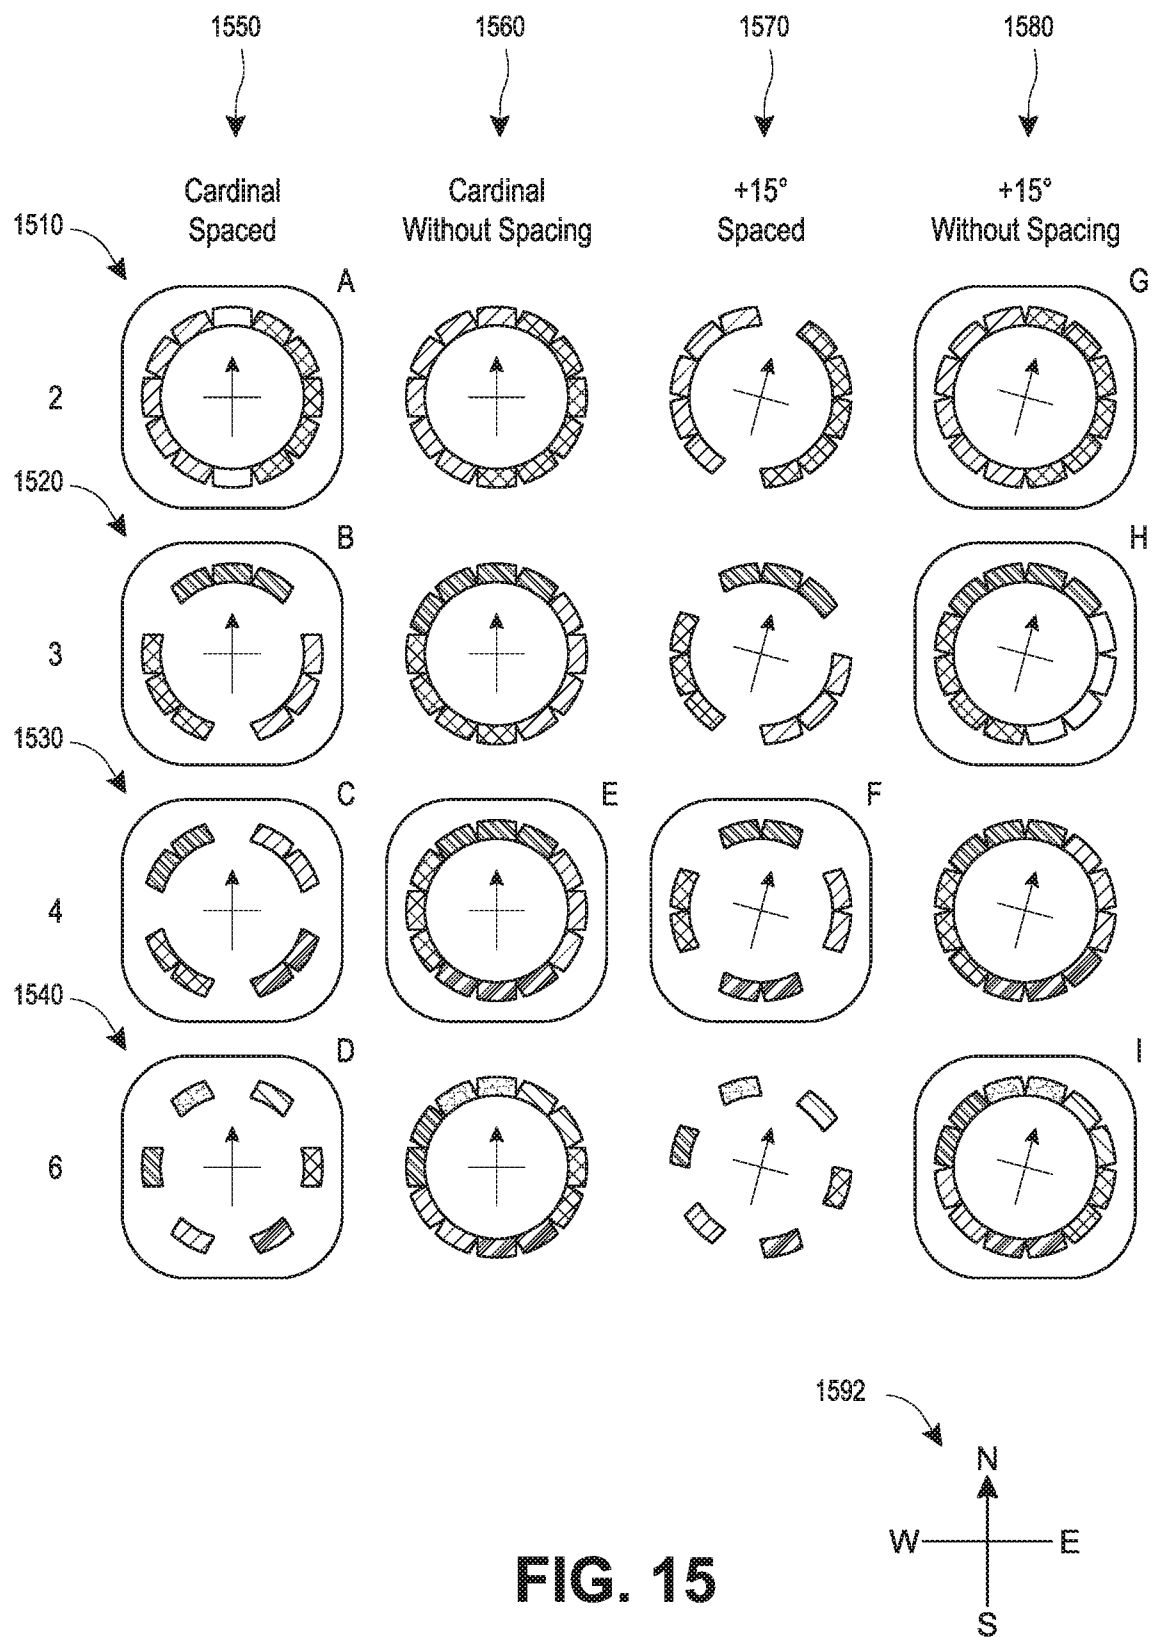 1550 1560 1570 1580
Cardinal Cardinal +15° +15°
Spaced Without Spacing Spaced Without Spacing
1510
A G
2
1520
B H
3
1530
C E F
4
1540
D I
6
1592
N
W E
S
FIG. 15